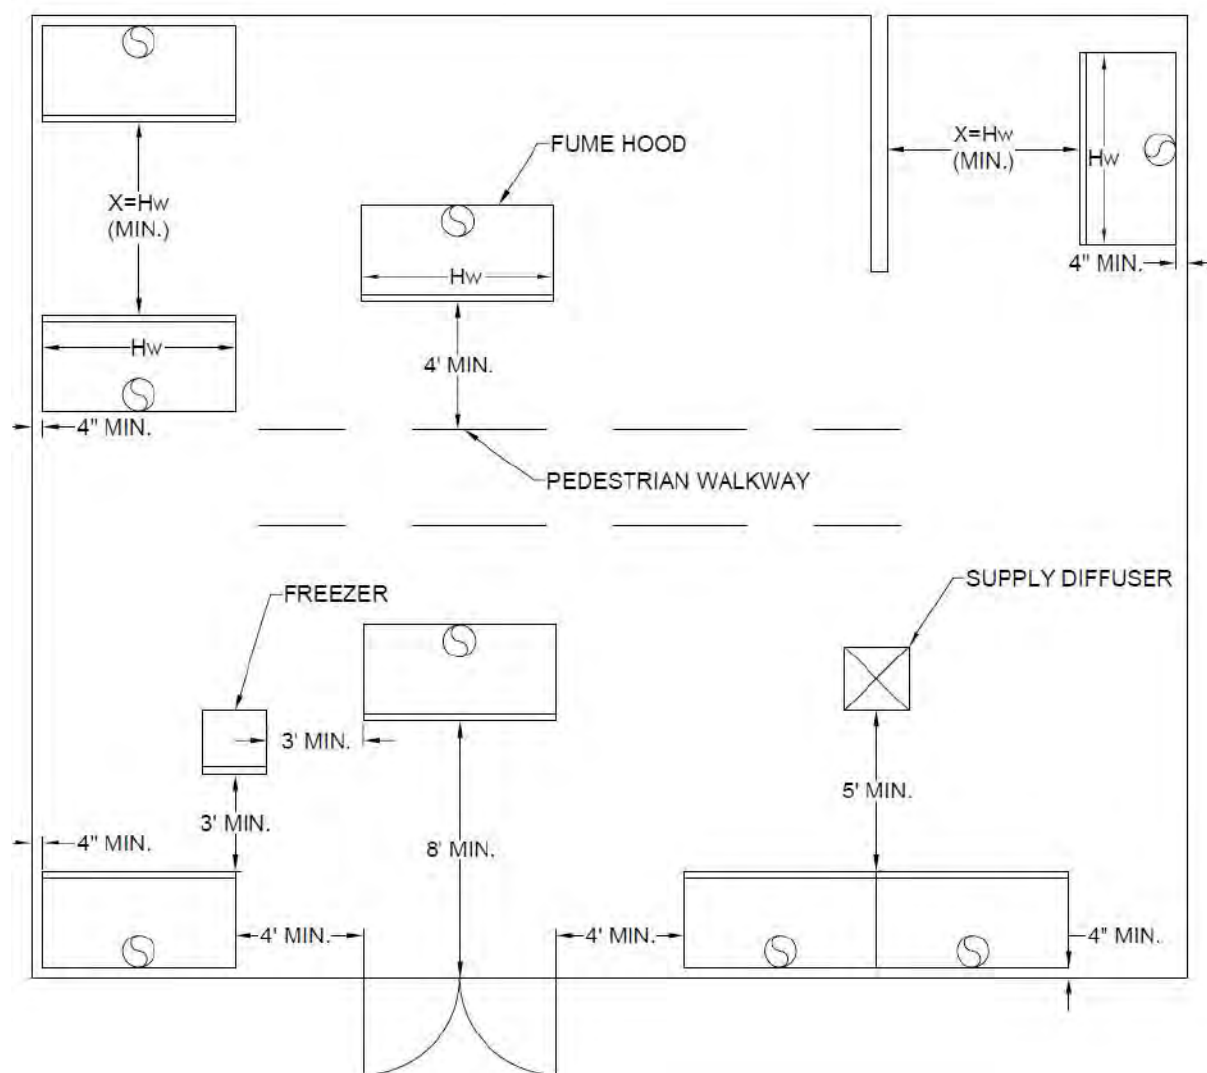 FUME HOOD
X=Hw
(MIN.)
Hw
X=Hw
(MIN.)
Hw
4" MIN.
Hw
4' MIN.
4" MIN.
PEDESTRIAN WALKWAY
SUPPLY DIFFUSER
FREEZER
3' MIN.
5' MIN.
3' MIN.
4" MIN.
8' MIN.
4' MIN.
4' MIN.
4" MIN.